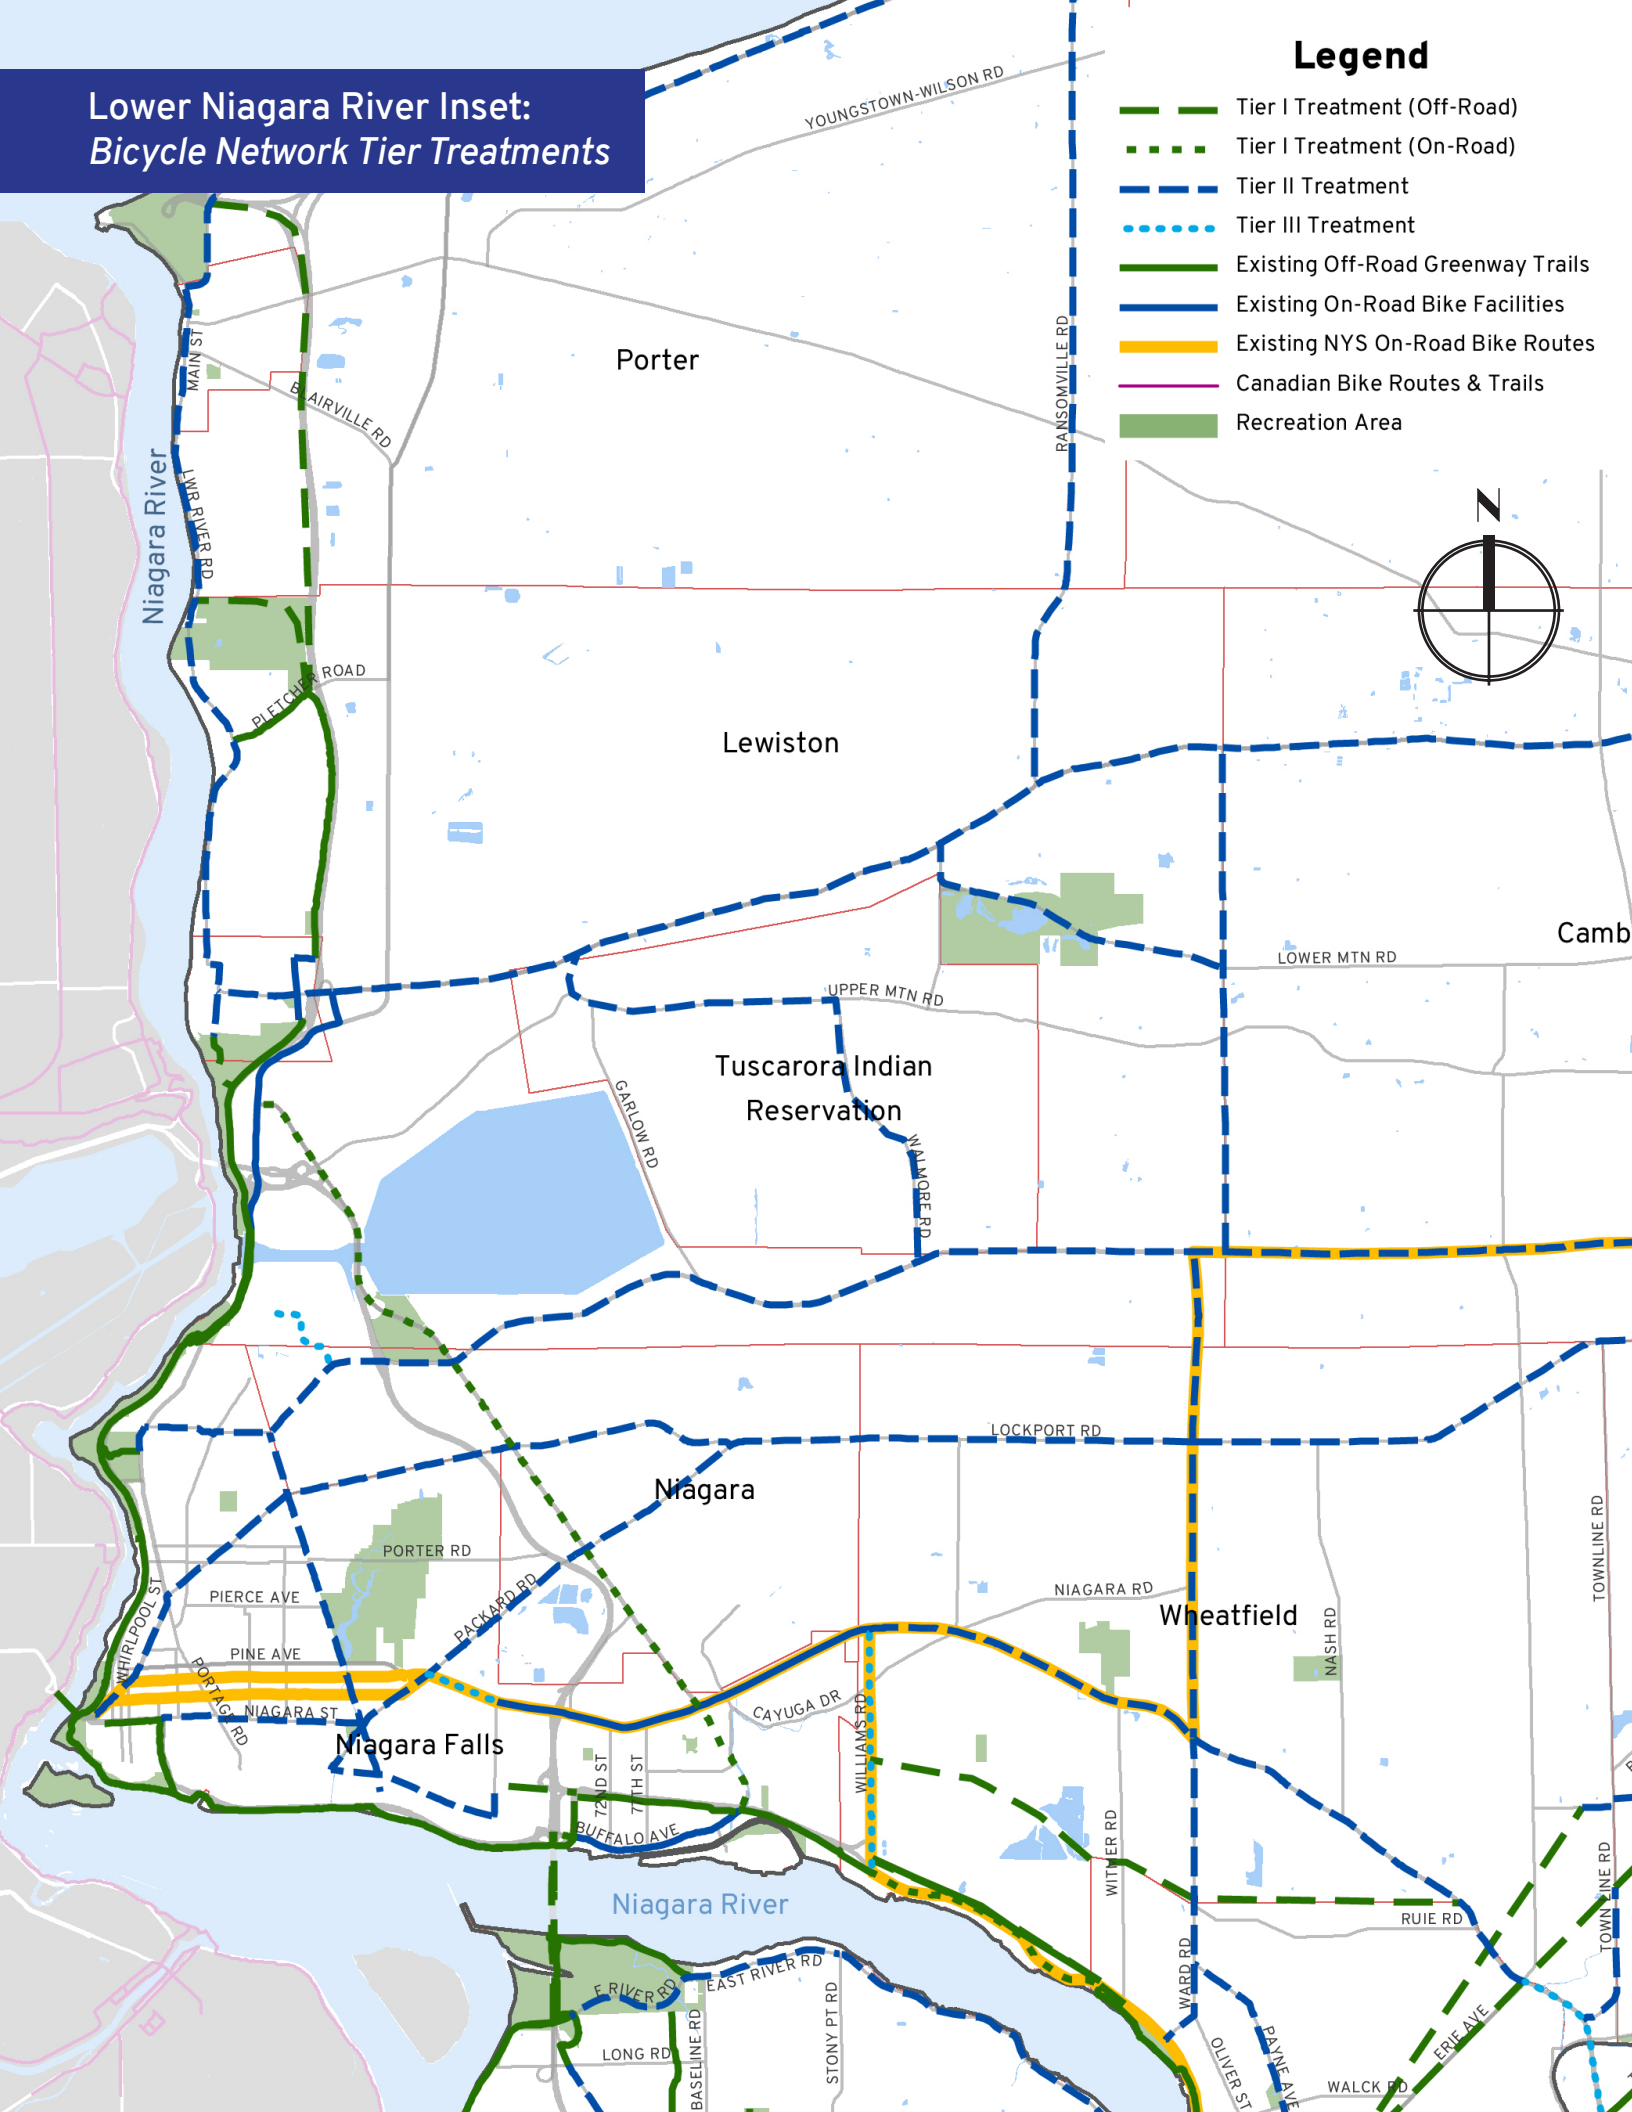 Lower Niagara River Inset:
Bicycle Network Tier Treatments
Legend
Tier I Treatment (Off-Road)
Tier I Treatment (On-Road)
Tier II Treatment
Tier III Treatment
Existing Off-Road Greenway Trails
Existing On-Road Bike Facilities
Existing NYS On-Road Bike Routes
Canadian Bike Routes & Trails
Recreation Area
N
YOUNGSTOWN-WILSON RD
RANSOMVILLE RD
Porter
MAIN ST
BLAIRVILLE RD
Niagara River
LWR RIVER RD
PLETCHER ROAD
Lewiston
Camb
LOWER MTN RD
UPPER MTN RD
Tuscarora Indian
Reservation
GARLOW RD
WALMORE RD
LOCKPORT RD
Niagara
PORTER RD
PIERCE AVE
PACKARD RD
NIAGARA RD
Wheatfield
TOWNLINE RD
NASH RD
WHIRLPOOL ST
PINE AVE
PORTAGE RD
NIAGARA ST
Niagara Falls
CAYUGA DR
WILLIAMS RD
72ND ST
77TH ST
BUFFALO AVE
WITMER RD
Niagara River
RUIE RD
TOWN LINE RD
WARD RD
E RIVER RD
EAST RIVER RD
STONY PT RD
BASELINE RD
LONG RD
OLIVER ST
PAYNE AVE
ERIE AVE
WALCK RD